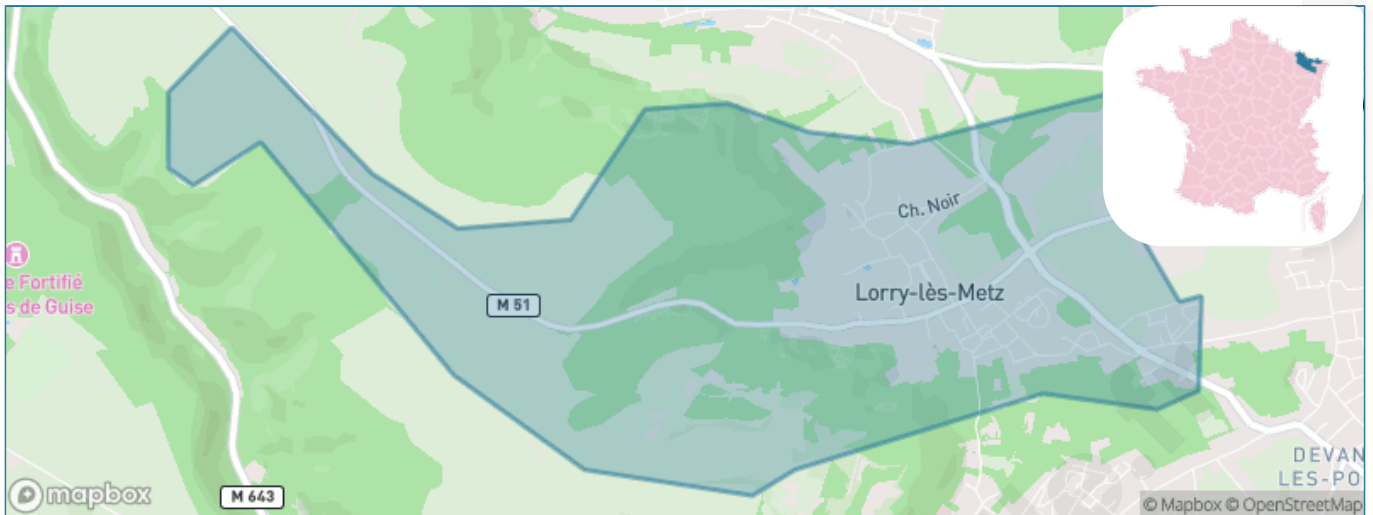 Ch. Noir
e Fortifié
s de Guise
M 51
Lorry-lès-Metz
DEVAN
LES-PO
mapbox
M 643
© Mapbox © OpenStreetMap